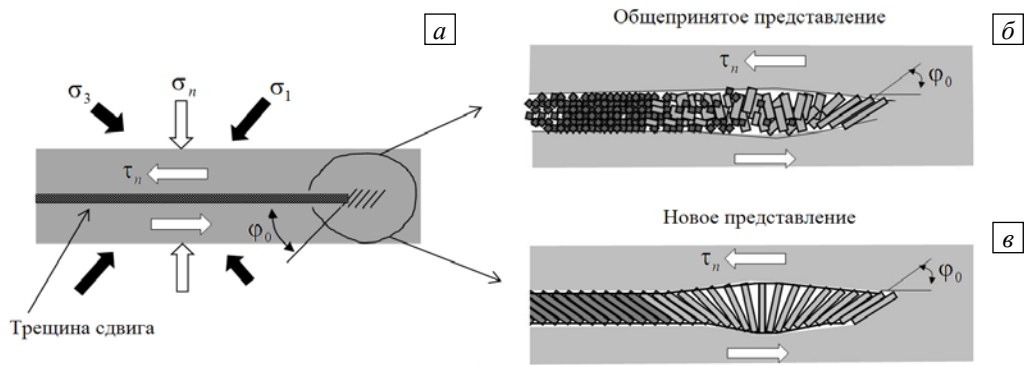 а
σ3
σn
σ1
τn
φ0
Трещина сдвига
Общепринятое представление
б
τn
φ0
Новое представление
в
τn
φ0